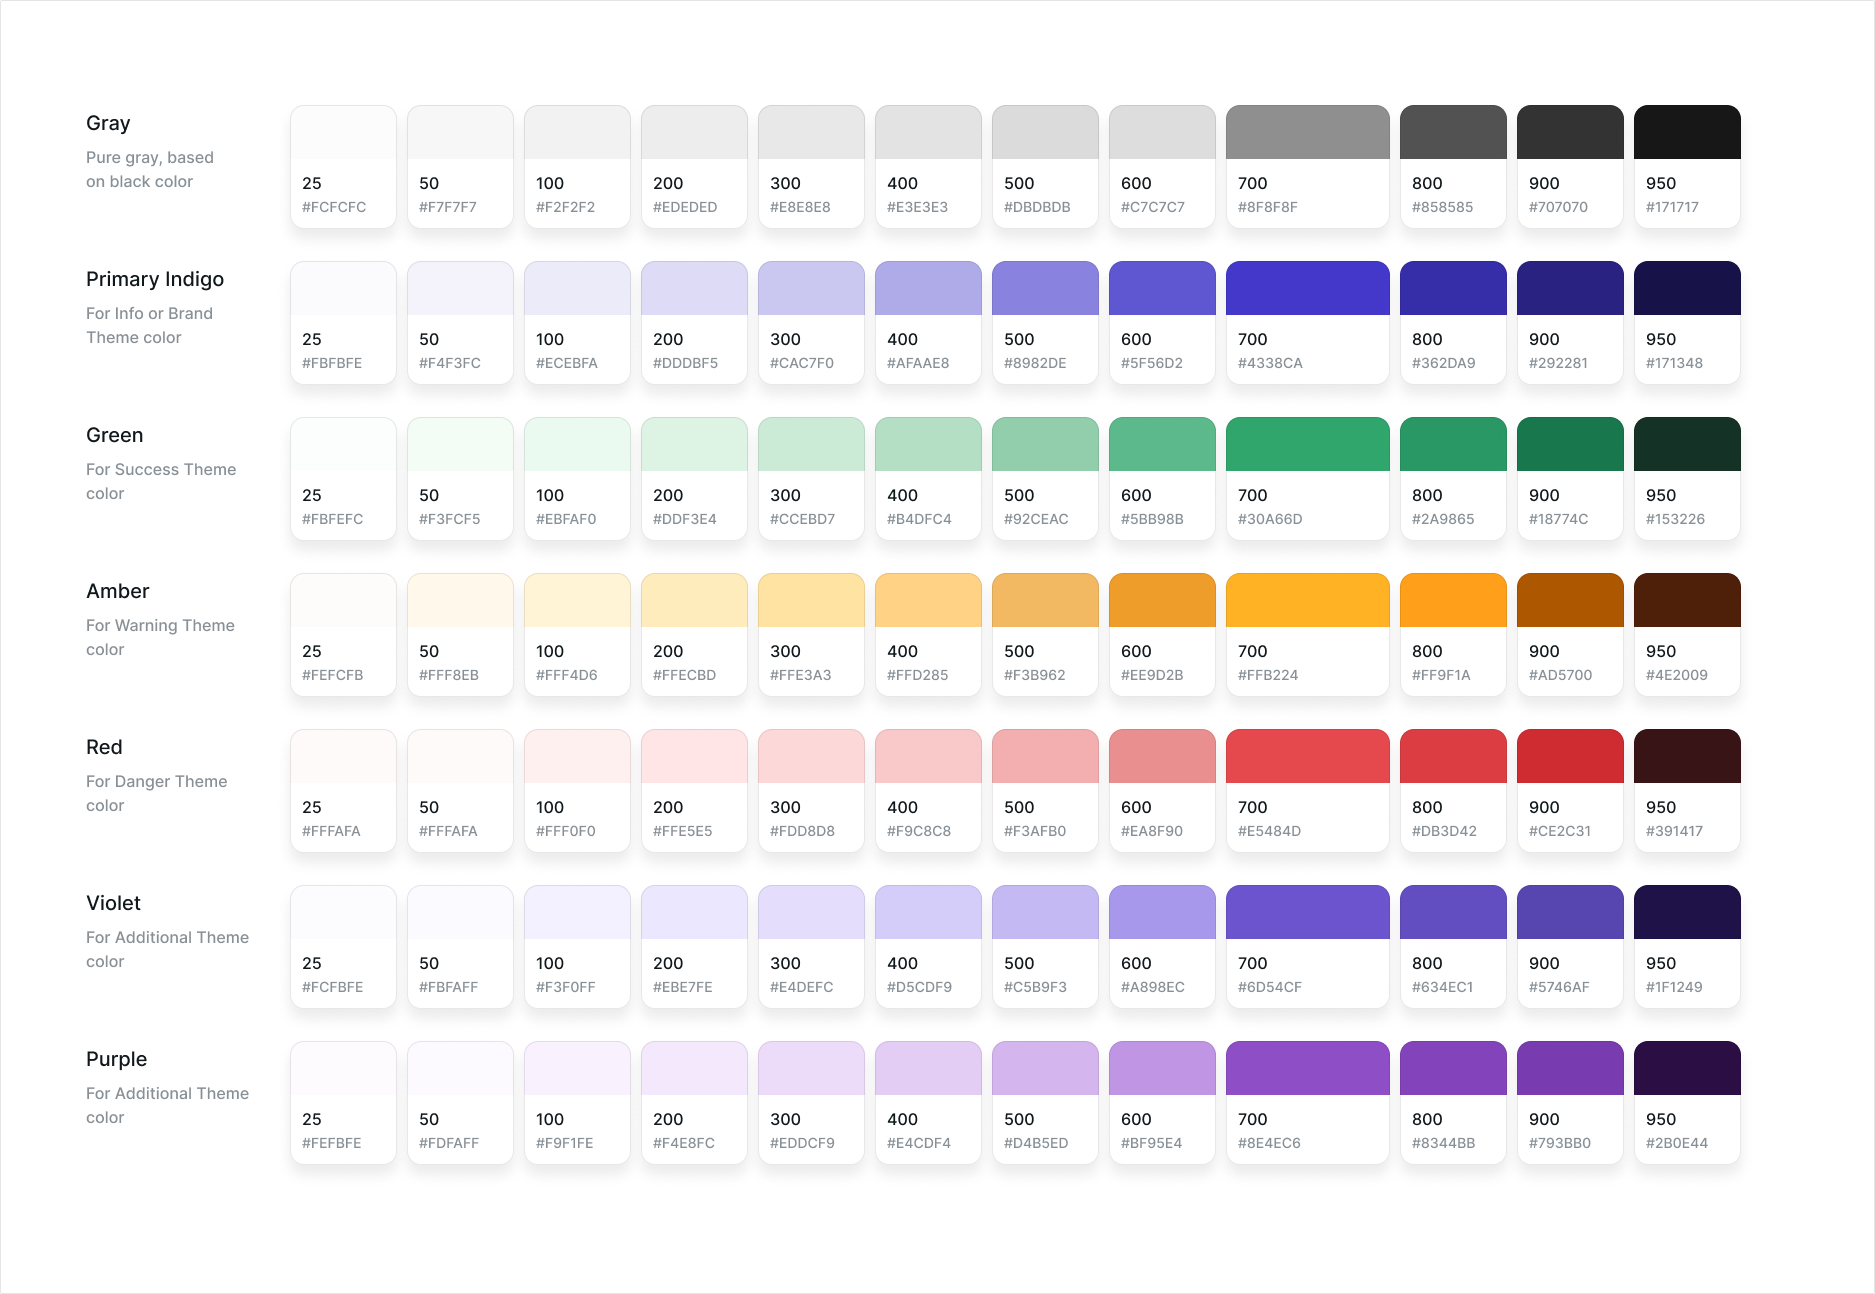 Gray
Pure gray, based
on black color
25 50 100 200 300 400 500 600 700 800 900 950
#FCFCFC #F7F7F7 #F2F2F2 #EDEDED #E8E8E8 #E3E3E3 #DBDBDB #C7C7C7 #8F8F8F #858585 #707070 #171717
Primary Indigo
For Info or Brand
Theme color
25 50 100 200 300 400 500 600 700 800 900 950
#FBFBFE #F4F3FC #ECEBFA #DDDBF5 #CAC7F0 #AFAAE8 #8982DE #5F56D2 #4338CA #362DA9 #292281 #171348
Green
For Success Theme
color
25 50 100 200 300 400 500 600 700 800 900 950
#FBFEFC #F3FCF5 #EBFAF0 #DDF3E4 #CCEBD7 #B4DFC4 #92CEAC #5BB98B #30A66D #2A9865 #18774C #153226
Amber
For Warning Theme
color
25 50 100 200 300 400 500 600 700 800 900 950
#FEFCFB #FFF8EB #FFF4D6 #FFECBD #FFE3A3 #FFD285 #F3B962 #EE9D2B #FFB224 #FF9F1A #AD5700 #4E2009
Red
For Danger Theme
color
25 50 100 200 300 400 500 600 700 800 900 950
#FFFAFA #FFFAFA #FFF0F0 #FFE5E5 #FDD8D8 #F9C8C8 #F3AFB0 #EA8F90 #E5484D #DB3D42 #CE2C31 #391417
Violet
For Additional Theme
color
25 50 100 200 300 400 500 600 700 800 900 950
#FCFBFE #FBFAFF #F3F0FF #EBE7FE #E4DEFC #D5CDF9 #C5B9F3 #A898EC #6D54CF #634EC1 #5746AF #1F1249
Purple
For Additional Theme
color
25 50 100 200 300 400 500 600 700 800 900 950
#FEFBFE #FDFAFF #F9F1FE #F4E8FC #EDDCF9 #E4CDF4 #D4B5ED #BF95E4 #8E4EC6 #8344BB #793BB0 #2B0E44